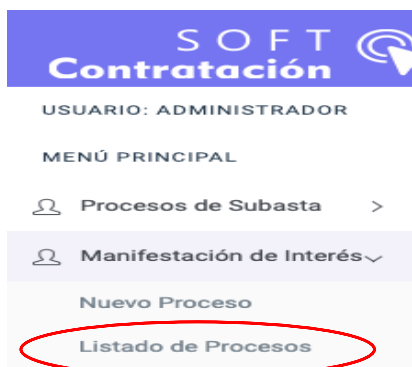 SOFT
Contratación
USUARIO: ADMINISTRADOR
MENÚ PRINCIPAL
Procesos de Subasta >
Manifestación de Interés
Nuevo Proceso
Listado de Procesos